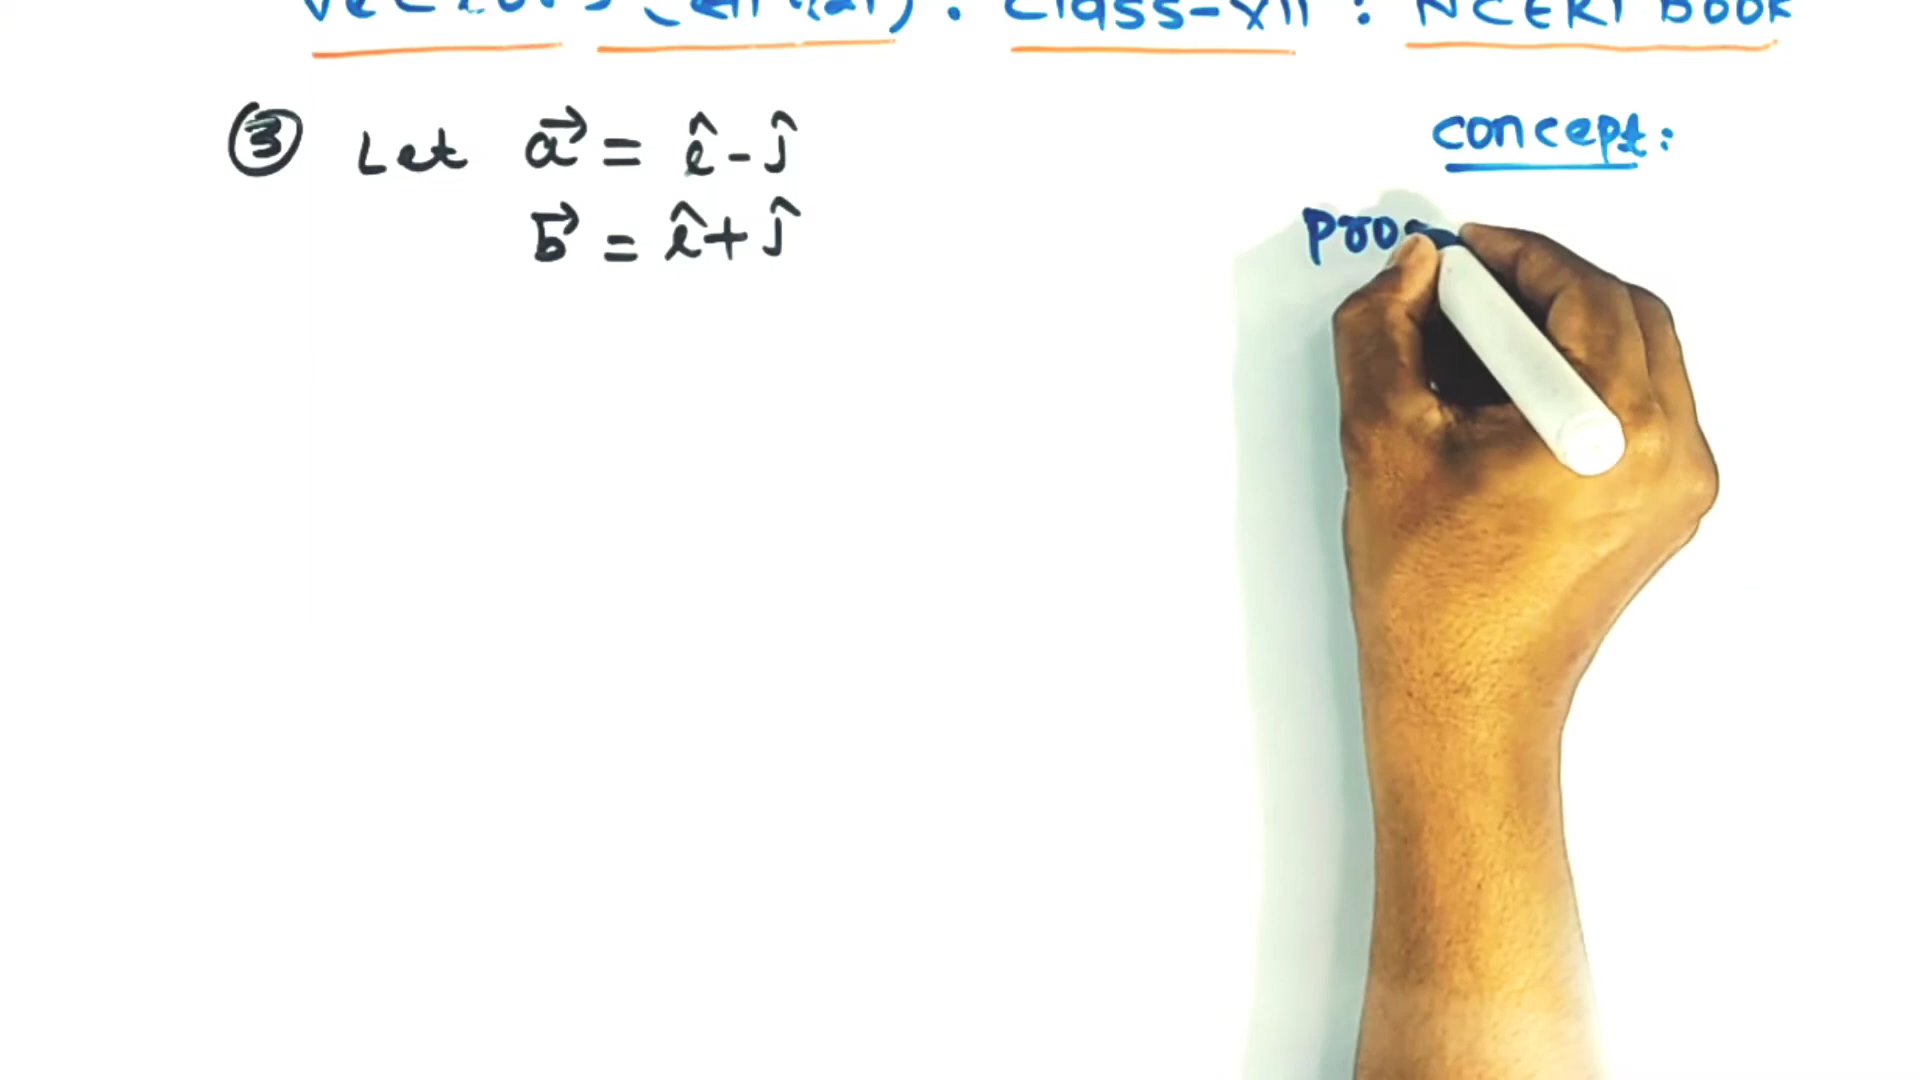 Class-XII : NCERT Book
③ Let a⃗ = î - ĵ
b⃗ = î + ĵ
concept:
pro